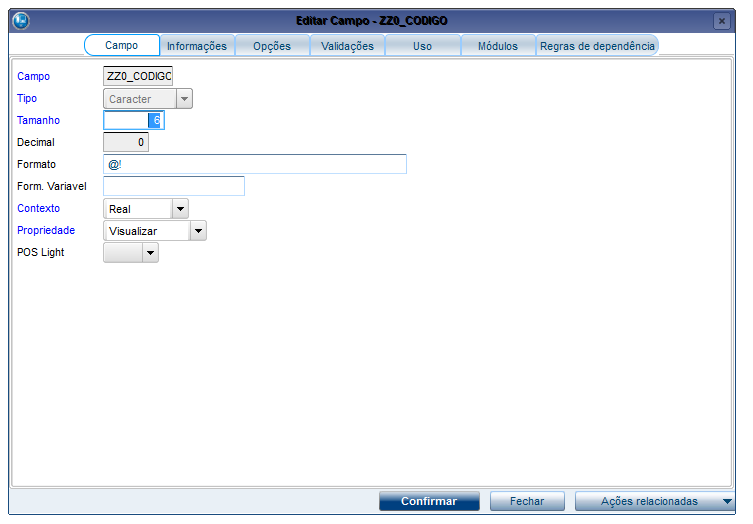 Editar Campo - ZZ0_CODIGO
Campo Informações Opções Validações Uso Módulos Regras de dependência
Campo ZZ0_CODIGO
Tipo Caracter
Tamanho 6
Decimal 0
Formato @!
Form. Variavel
Contexto Real
Propriedade Visualizar
POS Light
Confirmar Fechar Ações relacionadas